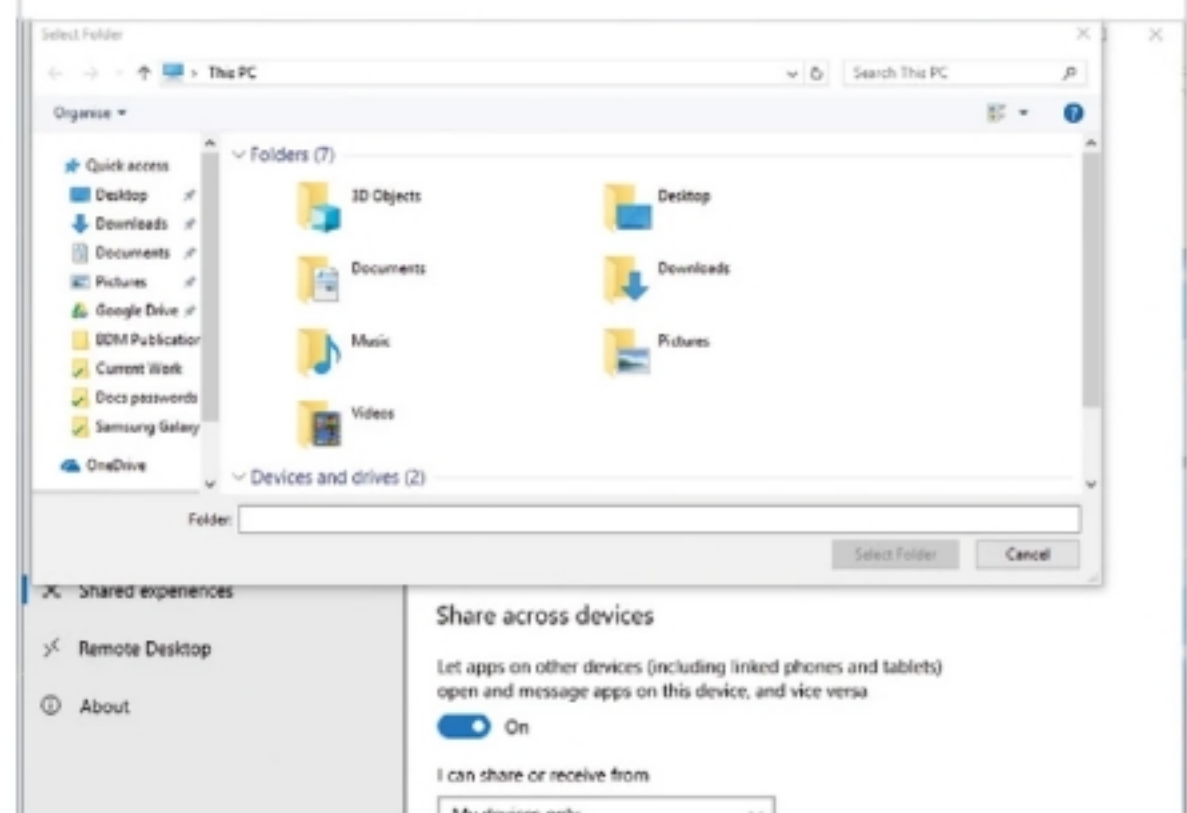 Select Folder
This PC
Search This PC
Organise
Quick access
Desktop
Downloads
Documents
Pictures
Google Drive
BDM Publication
Current Work
Docs passwords
Samsung Galaxy
OneDrive
Folders (7)
3D Objects
Desktop
Documents
Downloads
Music
Pictures
Videos
Devices and drives (2)
Folder:
Select Folder
Cancel
Shared experiences
Remote Desktop
About
Share across devices
Let apps on other devices (including linked phones and tablets)
open and message apps on this device, and vice versa
On
I can share or receive from
My devices only